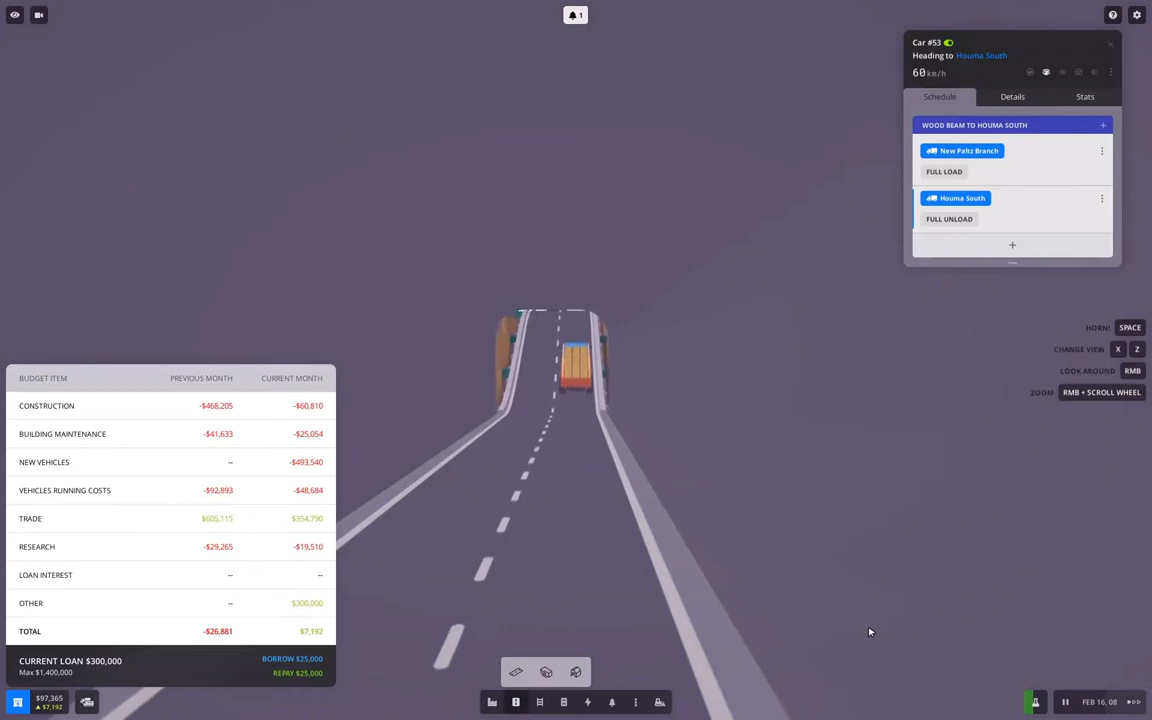 1
Car #53
Heading to Houma South
60 km/h
Schedule Details Stats
WOOD BEAM TO HOUMA SOUTH +
New Paltz Branch
FULL LOAD
Houma South
FULL UNLOAD
+
HORN! SPACE
CHANGE VIEW X Z
LOOK AROUND RMB
ZOOM RMB + SCROLL WHEEL
BUDGET ITEM PREVIOUS MONTH CURRENT MONTH
CONSTRUCTION -$468,205 -$60,810
BUILDING MAINTENANCE -$41,633 -$25,054
NEW VEHICLES -- -$493,540
VEHICLES RUNNING COSTS -$92,893 -$48,684
TRADE $605,115 $354,790
RESEARCH -$29,265 -$19,510
LOAN INTEREST -- --
OTHER -- $300,000
TOTAL -$26,881 $7,192
CURRENT LOAN $300,000 BORROW $25,000
Max $1,400,000 REPAY $25,000
$97,365
▲ $7,192
FEB 16, 08